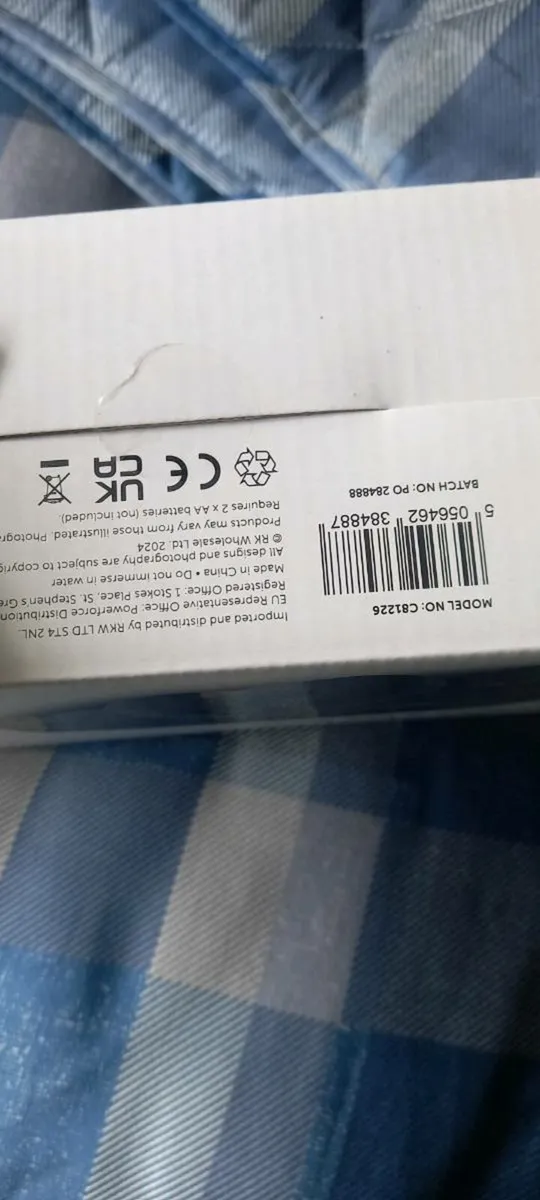 MODEL NO: C81226
5 056462 384887
BATCH NO: PO 284888
Imported and distributed by RKW LTD ST4 2NL.
EU Representative Office: Powerforce Distribution
Registered Office: 1 Stokes Place, St. Stephen's
Made in China • Do not immerse in water
All designs and photography are subject to
© RK Wholesale Ltd. 2024
Products may vary from those illustrated.
Requires 2 x AA batteries (not included).
CE
UK
CA